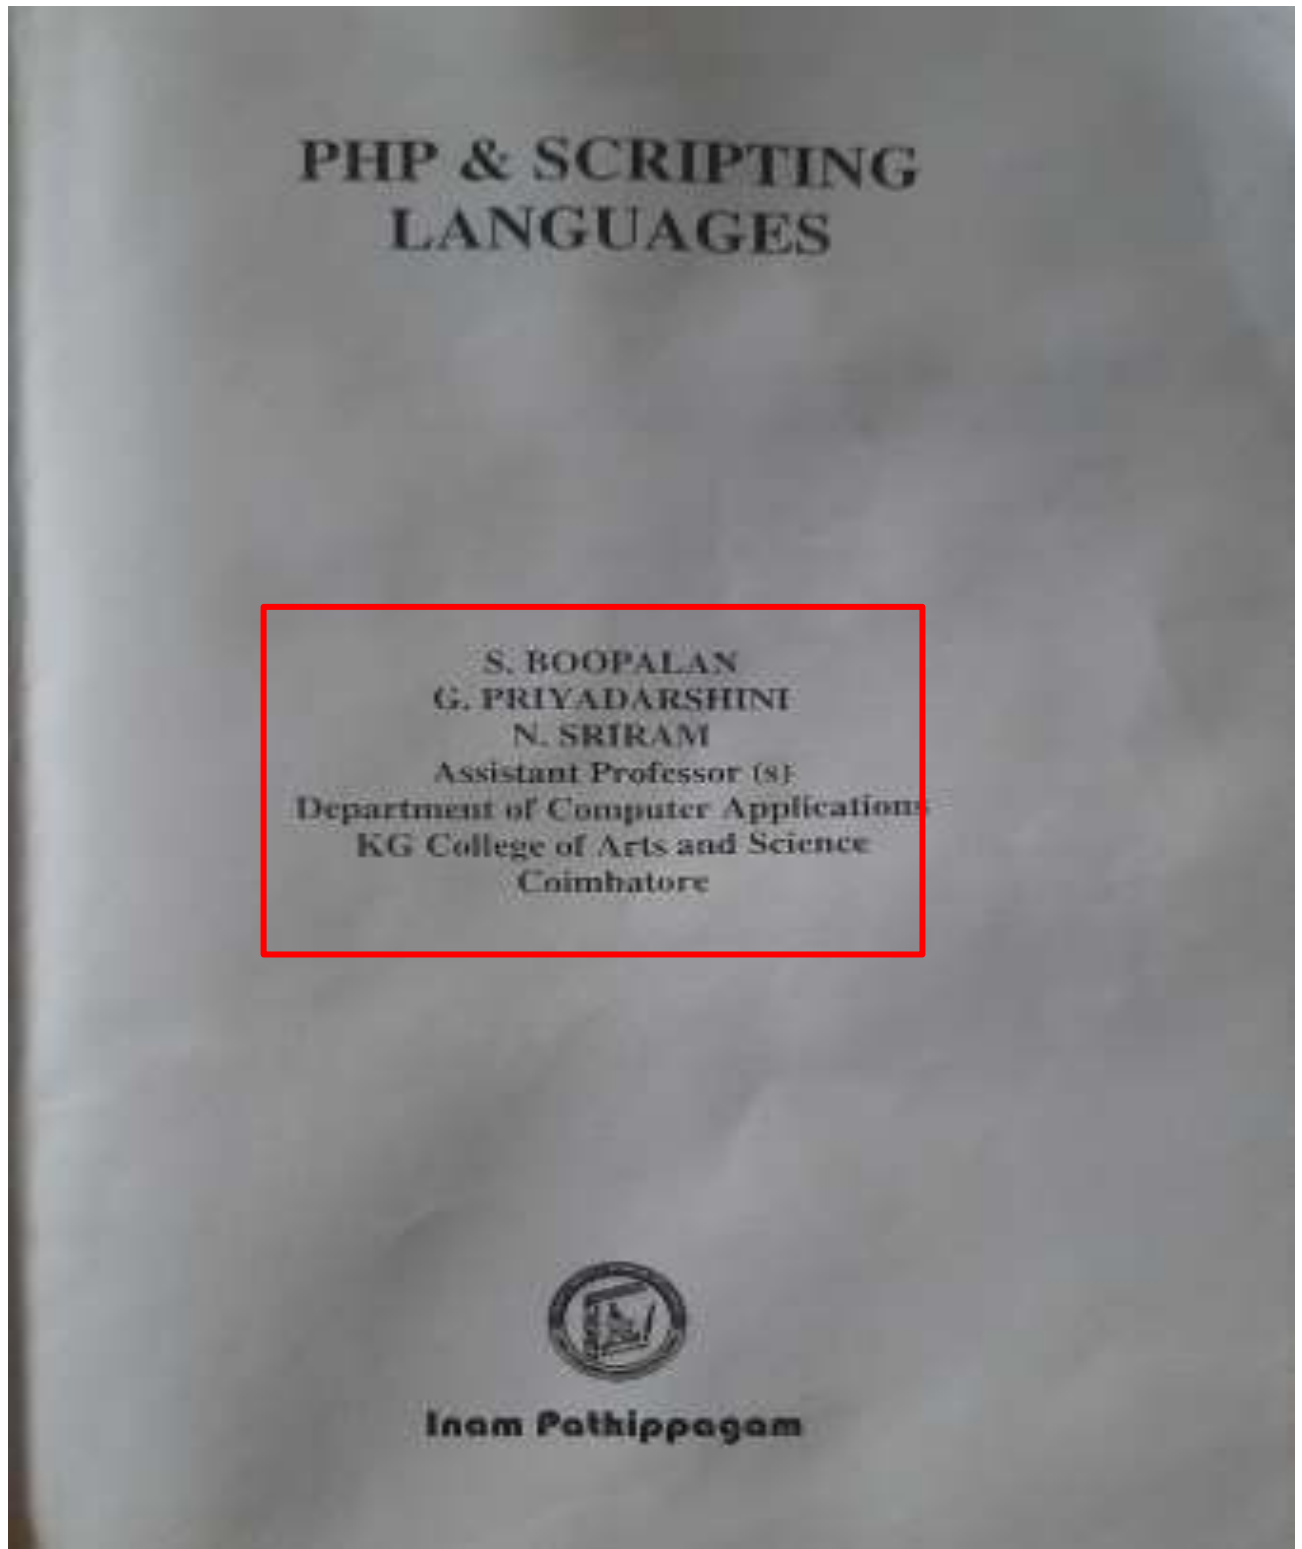 PHP & SCRIPTING
LANGUAGES
S. BOOPALAN
G. PRIYADARSHINI
N. SRIRAM
Assistant Professor (s)
Department of Computer Applications
KG College of Arts and Science
Coimbatore
Inam Pathippagam